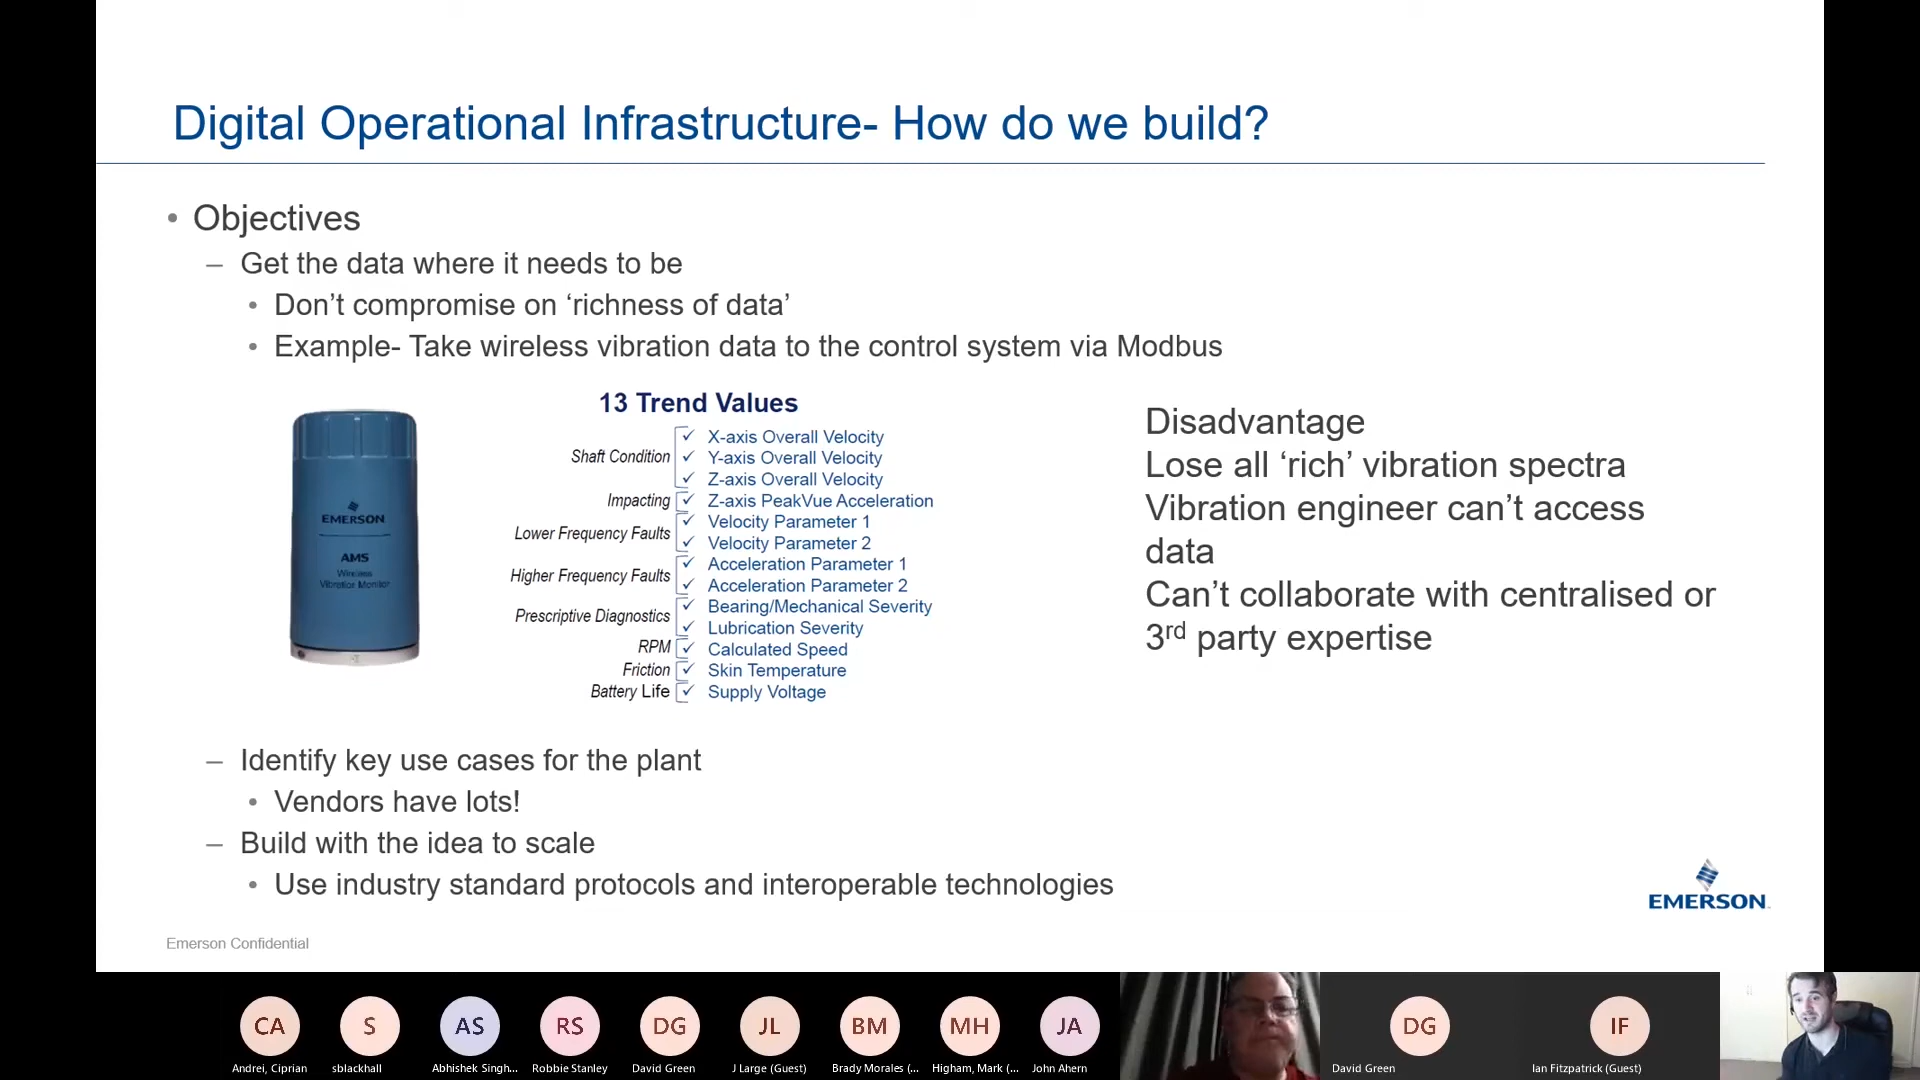 Digital Operational Infrastructure- How do we build?
• Objectives
– Get the data where it needs to be
• Don’t compromise on ‘richness of data’
• Example- Take wireless vibration data to the control system via Modbus
13 Trend Values
Shaft Condition
✓ X-axis Overall Velocity
✓ Y-axis Overall Velocity
✓ Z-axis Overall Velocity
Impacting ✓ Z-axis PeakVue Acceleration
Lower Frequency Faults
✓ Velocity Parameter 1
✓ Velocity Parameter 2
Higher Frequency Faults
✓ Acceleration Parameter 1
✓ Acceleration Parameter 2
Prescriptive Diagnostics
✓ Bearing/Mechanical Severity
✓ Lubrication Severity
RPM ✓ Calculated Speed
Friction ✓ Skin Temperature
Battery Life ✓ Supply Voltage
EMERSON
AMS
Wireless
Vibration Monitor
Disadvantage
Lose all ‘rich’ vibration spectra
Vibration engineer can’t access
data
Can’t collaborate with centralised or
3rd party expertise
– Identify key use cases for the plant
• Vendors have lots!
– Build with the idea to scale
• Use industry standard protocols and interoperable technologies
EMERSON
Emerson Confidential
CA
S
AS
RS
DG
JL
BM
MH
JA
DG
IF
Andrei, Ciprian
sblackhall
Abhishek Singh...
Robbie Stanley
David Green
J Large (Guest)
Brady Morales (...
Higham, Mark (...
John Ahern
David Green
Ian Fitzpatrick (Guest)